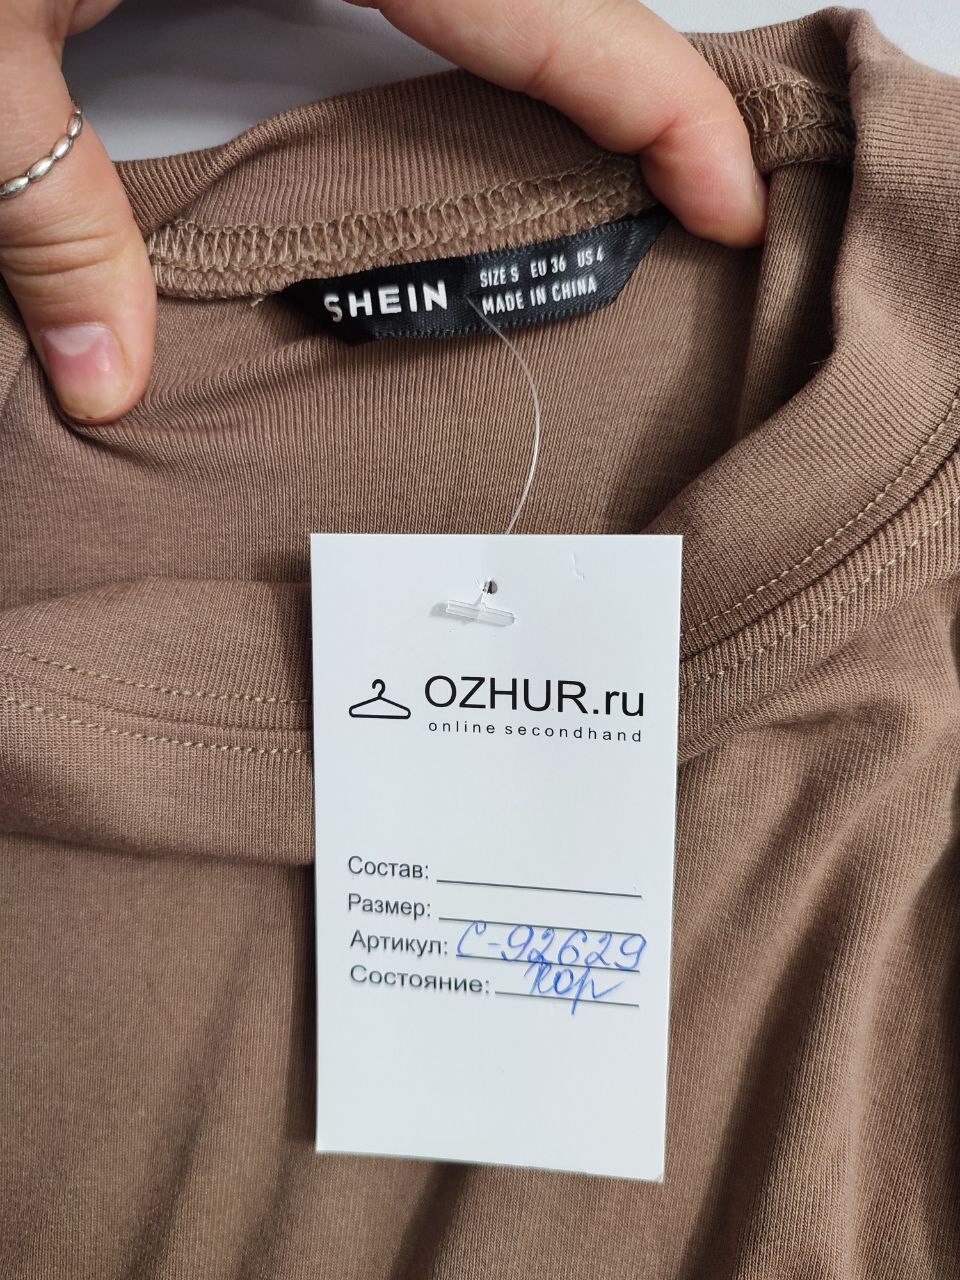 SHEIN
SIZE S EU 36 US 4
MADE IN CHINA
OZHUR.ru
online secondhand
Состав:
Размер:
Артикул: С-92629
Состояние: хор